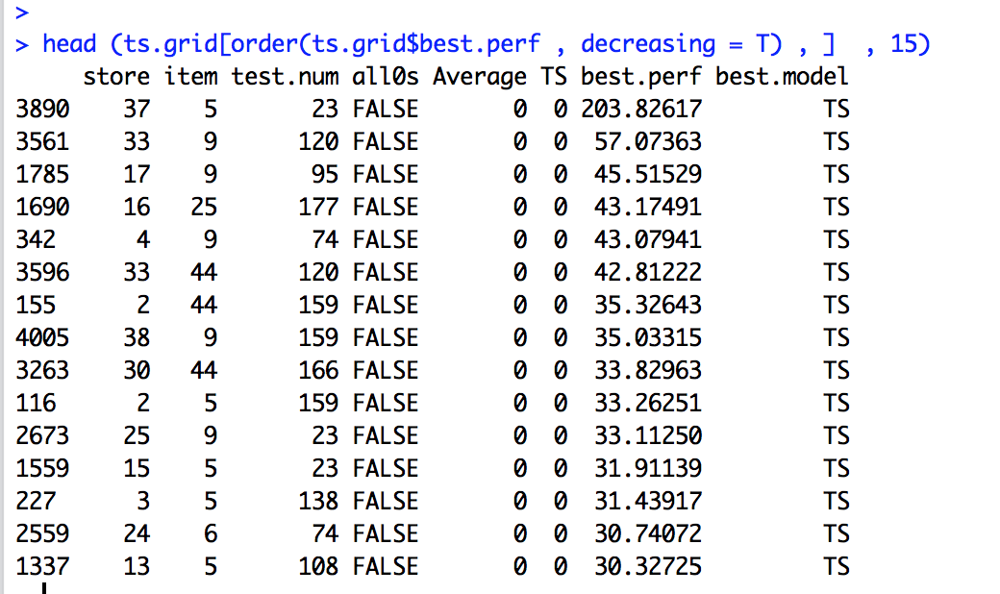 >
> head (ts.grid[order(ts.grid$best.perf , decreasing = T) , ]  , 15)
     store item test.num all0s Average TS best.perf best.model
3890    37    5       23 FALSE       0  0 203.82617         TS
3561    33    9      120 FALSE       0  0  57.07363         TS
1785    17    9       95 FALSE       0  0  45.51529         TS
1690    16   25      177 FALSE       0  0  43.17491         TS
342      4    9       74 FALSE       0  0  43.07941         TS
3596    33   44      120 FALSE       0  0  42.81222         TS
155      2   44      159 FALSE       0  0  35.32643         TS
4005    38    9      159 FALSE       0  0  35.03315         TS
3263    30   44      166 FALSE       0  0  33.82963         TS
116      2    5      159 FALSE       0  0  33.26251         TS
2673    25    9       23 FALSE       0  0  33.11250         TS
1559    15    5       23 FALSE       0  0  31.91139         TS
227      3    5      138 FALSE       0  0  31.43917         TS
2559    24    6       74 FALSE       0  0  30.74072         TS
1337    13    5      108 FALSE       0  0  30.32725         TS